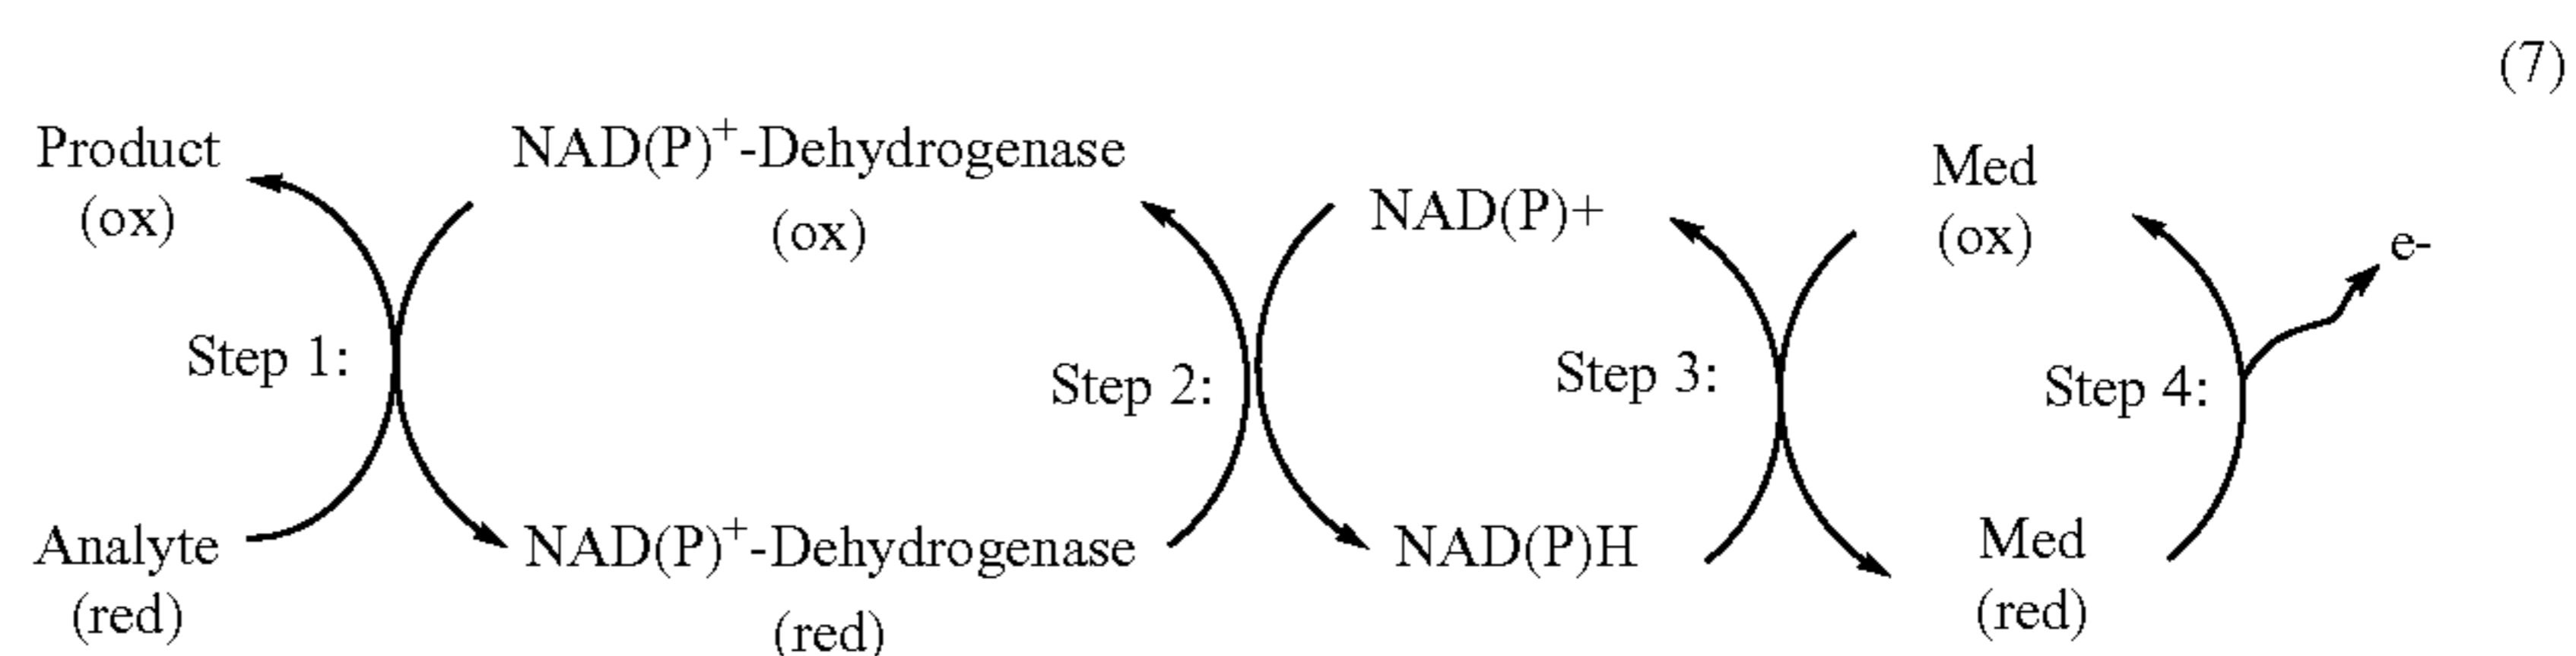 (7)
Product
(ox)
NAD(P)⁺-Dehydrogenase
(ox)
NAD(P)+
Med
(ox)
e-
Step 1:
Step 2:
Step 3:
Step 4:
Analyte
(red)
NAD(P)⁺-Dehydrogenase
(red)
NAD(P)H
Med
(red)